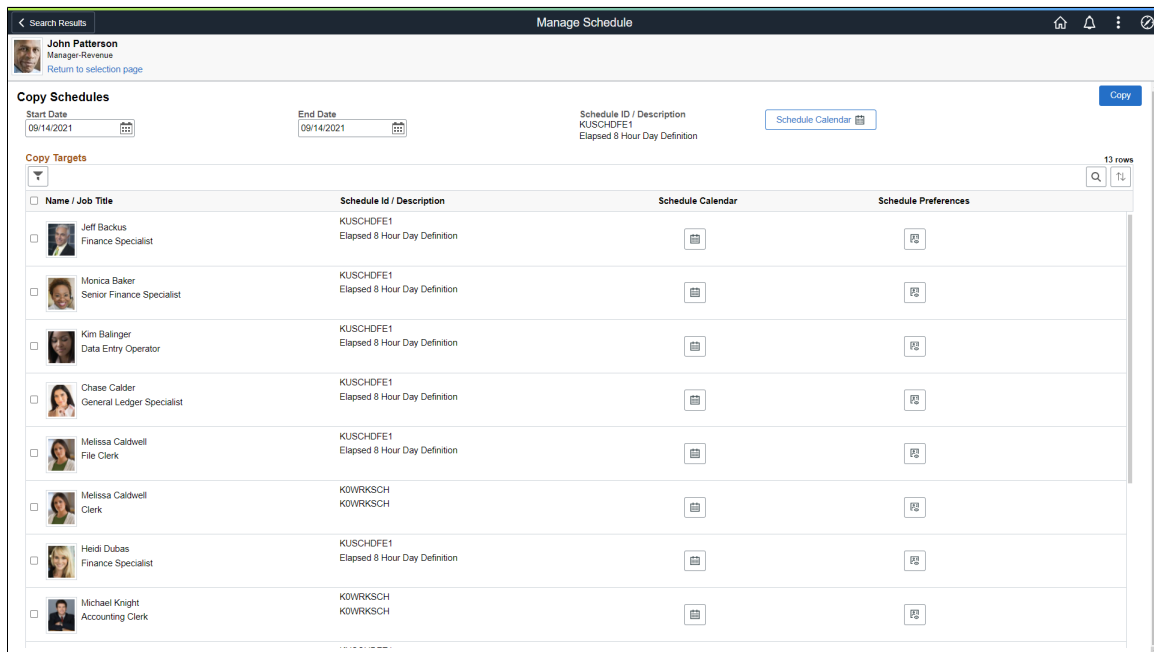 Search Results
Manage Schedule
John Patterson
Manager-Revenue
Return to selection page
Copy Schedules
Copy
Start Date
End Date
Schedule ID / Description
09/14/2021
09/14/2021
KUSCHDFE1
Elapsed 8 Hour Day Definition
Schedule Calendar
Copy Targets
13 rows
Name / Job Title
Schedule Id / Description
Schedule Calendar
Schedule Preferences
Jeff Backus
Finance Specialist
KUSCHDFE1
Elapsed 8 Hour Day Definition
Monica Baker
Senior Finance Specialist
KUSCHDFE1
Elapsed 8 Hour Day Definition
Kim Balinger
Data Entry Operator
KUSCHDFE1
Elapsed 8 Hour Day Definition
Chase Calder
General Ledger Specialist
KUSCHDFE1
Elapsed 8 Hour Day Definition
Melissa Caldwell
File Clerk
KUSCHDFE1
Elapsed 8 Hour Day Definition
Melissa Caldwell
Clerk
K0WRKSCH
K0WRKSCH
Heidi Dubas
Finance Specialist
KUSCHDFE1
Elapsed 8 Hour Day Definition
Michael Knight
Accounting Clerk
K0WRKSCH
K0WRKSCH